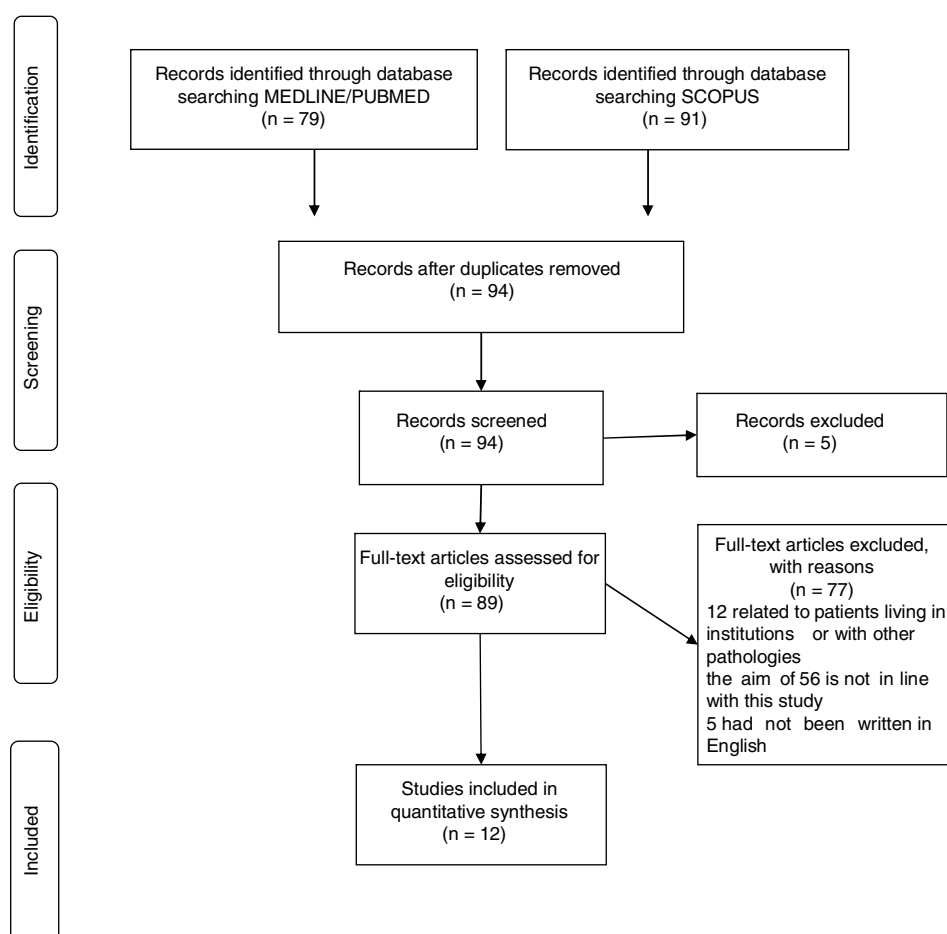 Identification
Records identified through database
searching MEDLINE/PUBMED
(n = 79)
Records identified through database
searching SCOPUS
(n = 91)
Screening
Records after duplicates removed
(n = 94)
Records screened
(n = 94)
Records excluded
(n = 5)
Eligibility
Full-text articles assessed for
eligibility
(n = 89)
Full-text articles excluded,
with reasons
(n = 77)
12 related to patients living in
institutions or with other
pathologies
the aim of 56 is not in line
with this study
5 had not been written in
English
Included
Studies included in
quantitative synthesis
(n = 12)